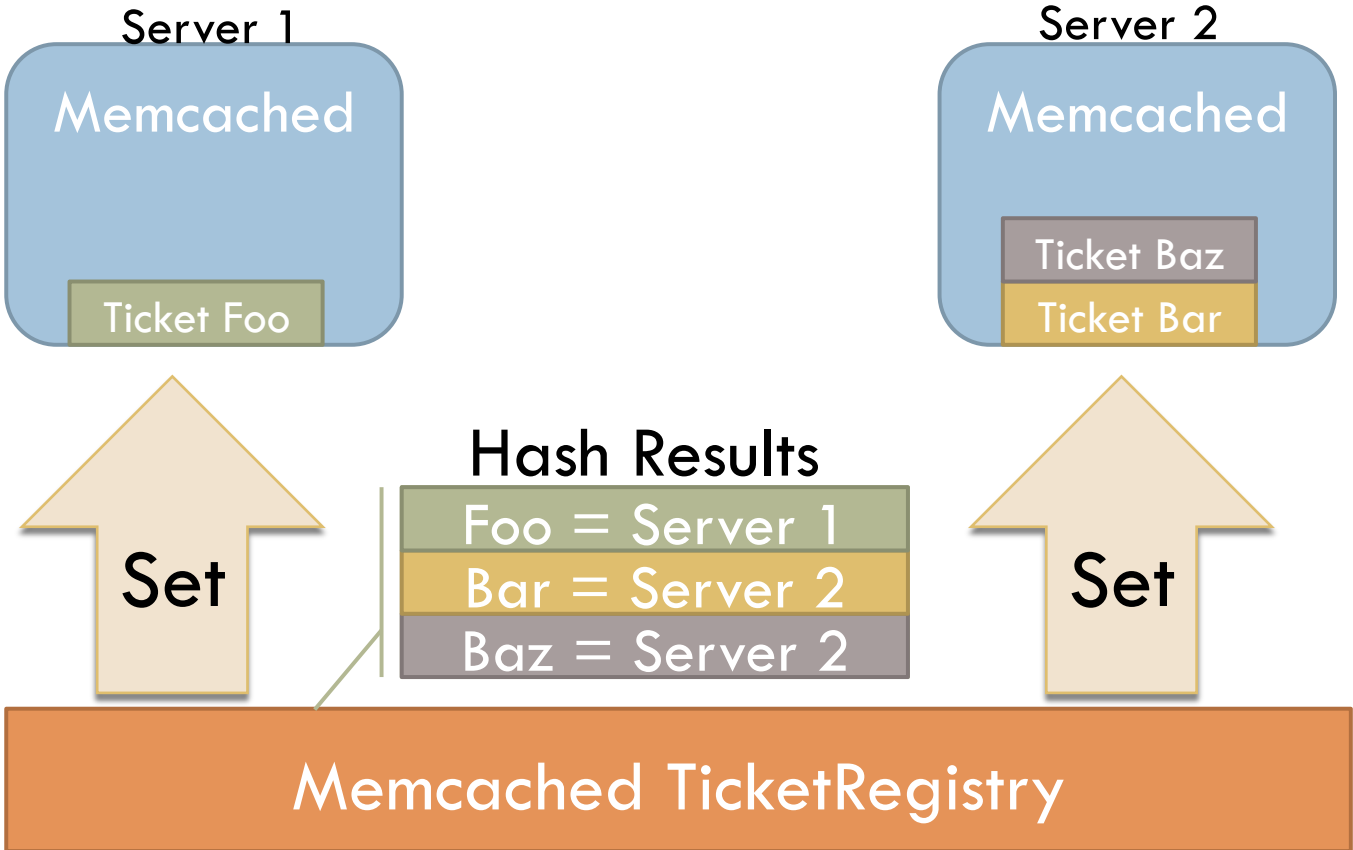 Server 1
Memcached
Ticket Foo
Server 2
Memcached
Ticket Baz
Ticket Bar
Set
Hash Results
Foo = Server 1
Bar = Server 2
Baz = Server 2
Set
Memcached TicketRegistry